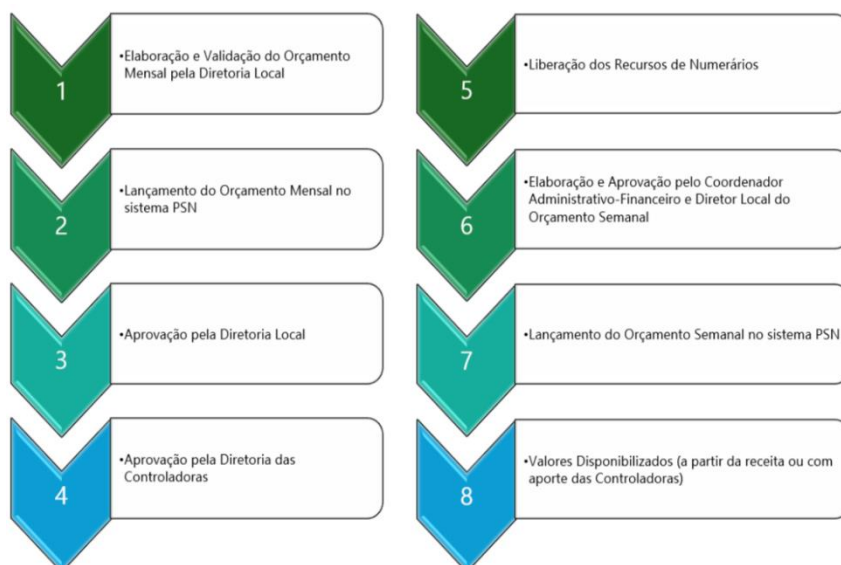 1
•Elaboração e Validação do Orçamento
Mensal pela Diretoria Local
2
•Lançamento do Orçamento Mensal no
sistema PSN
3
•Aprovação pela Diretoria Local
4
•Aprovação pela Diretoria das
Controladoras
5
•Liberação dos Recursos de Numerários
6
•Elaboração e Aprovação pelo Coordenador
Administrativo-Financeiro e Diretor Local do
Orçamento Semanal
7
•Lançamento do Orçamento Semanal no sistema PSN
8
•Valores Disponibilizados (a partir da receita ou com
aporte das Controladoras)